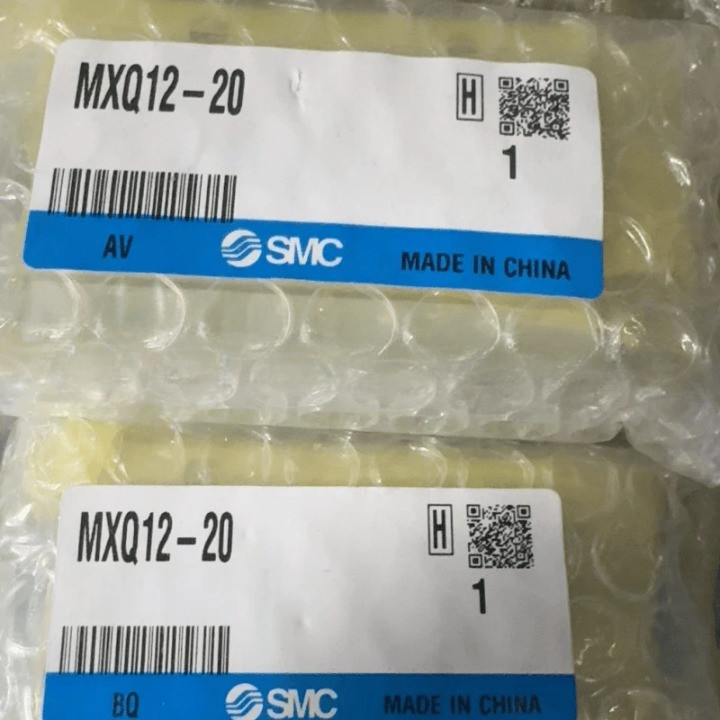 MXQ12-20
H
1
AV
SMC
MADE IN CHINA
MXQ12-20
H
1
BQ
SMC
MADE IN CHINA